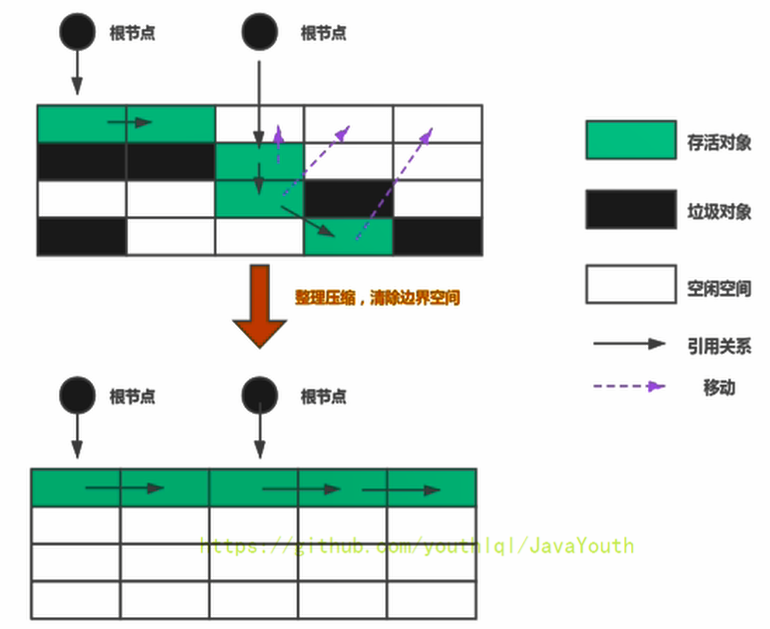 根节点
根节点
存活对象
垃圾对象
空闲空间
整理压缩，清除边界空间
引用关系
移动
根节点
根节点
https://github.com/youthlql/JavaYouth